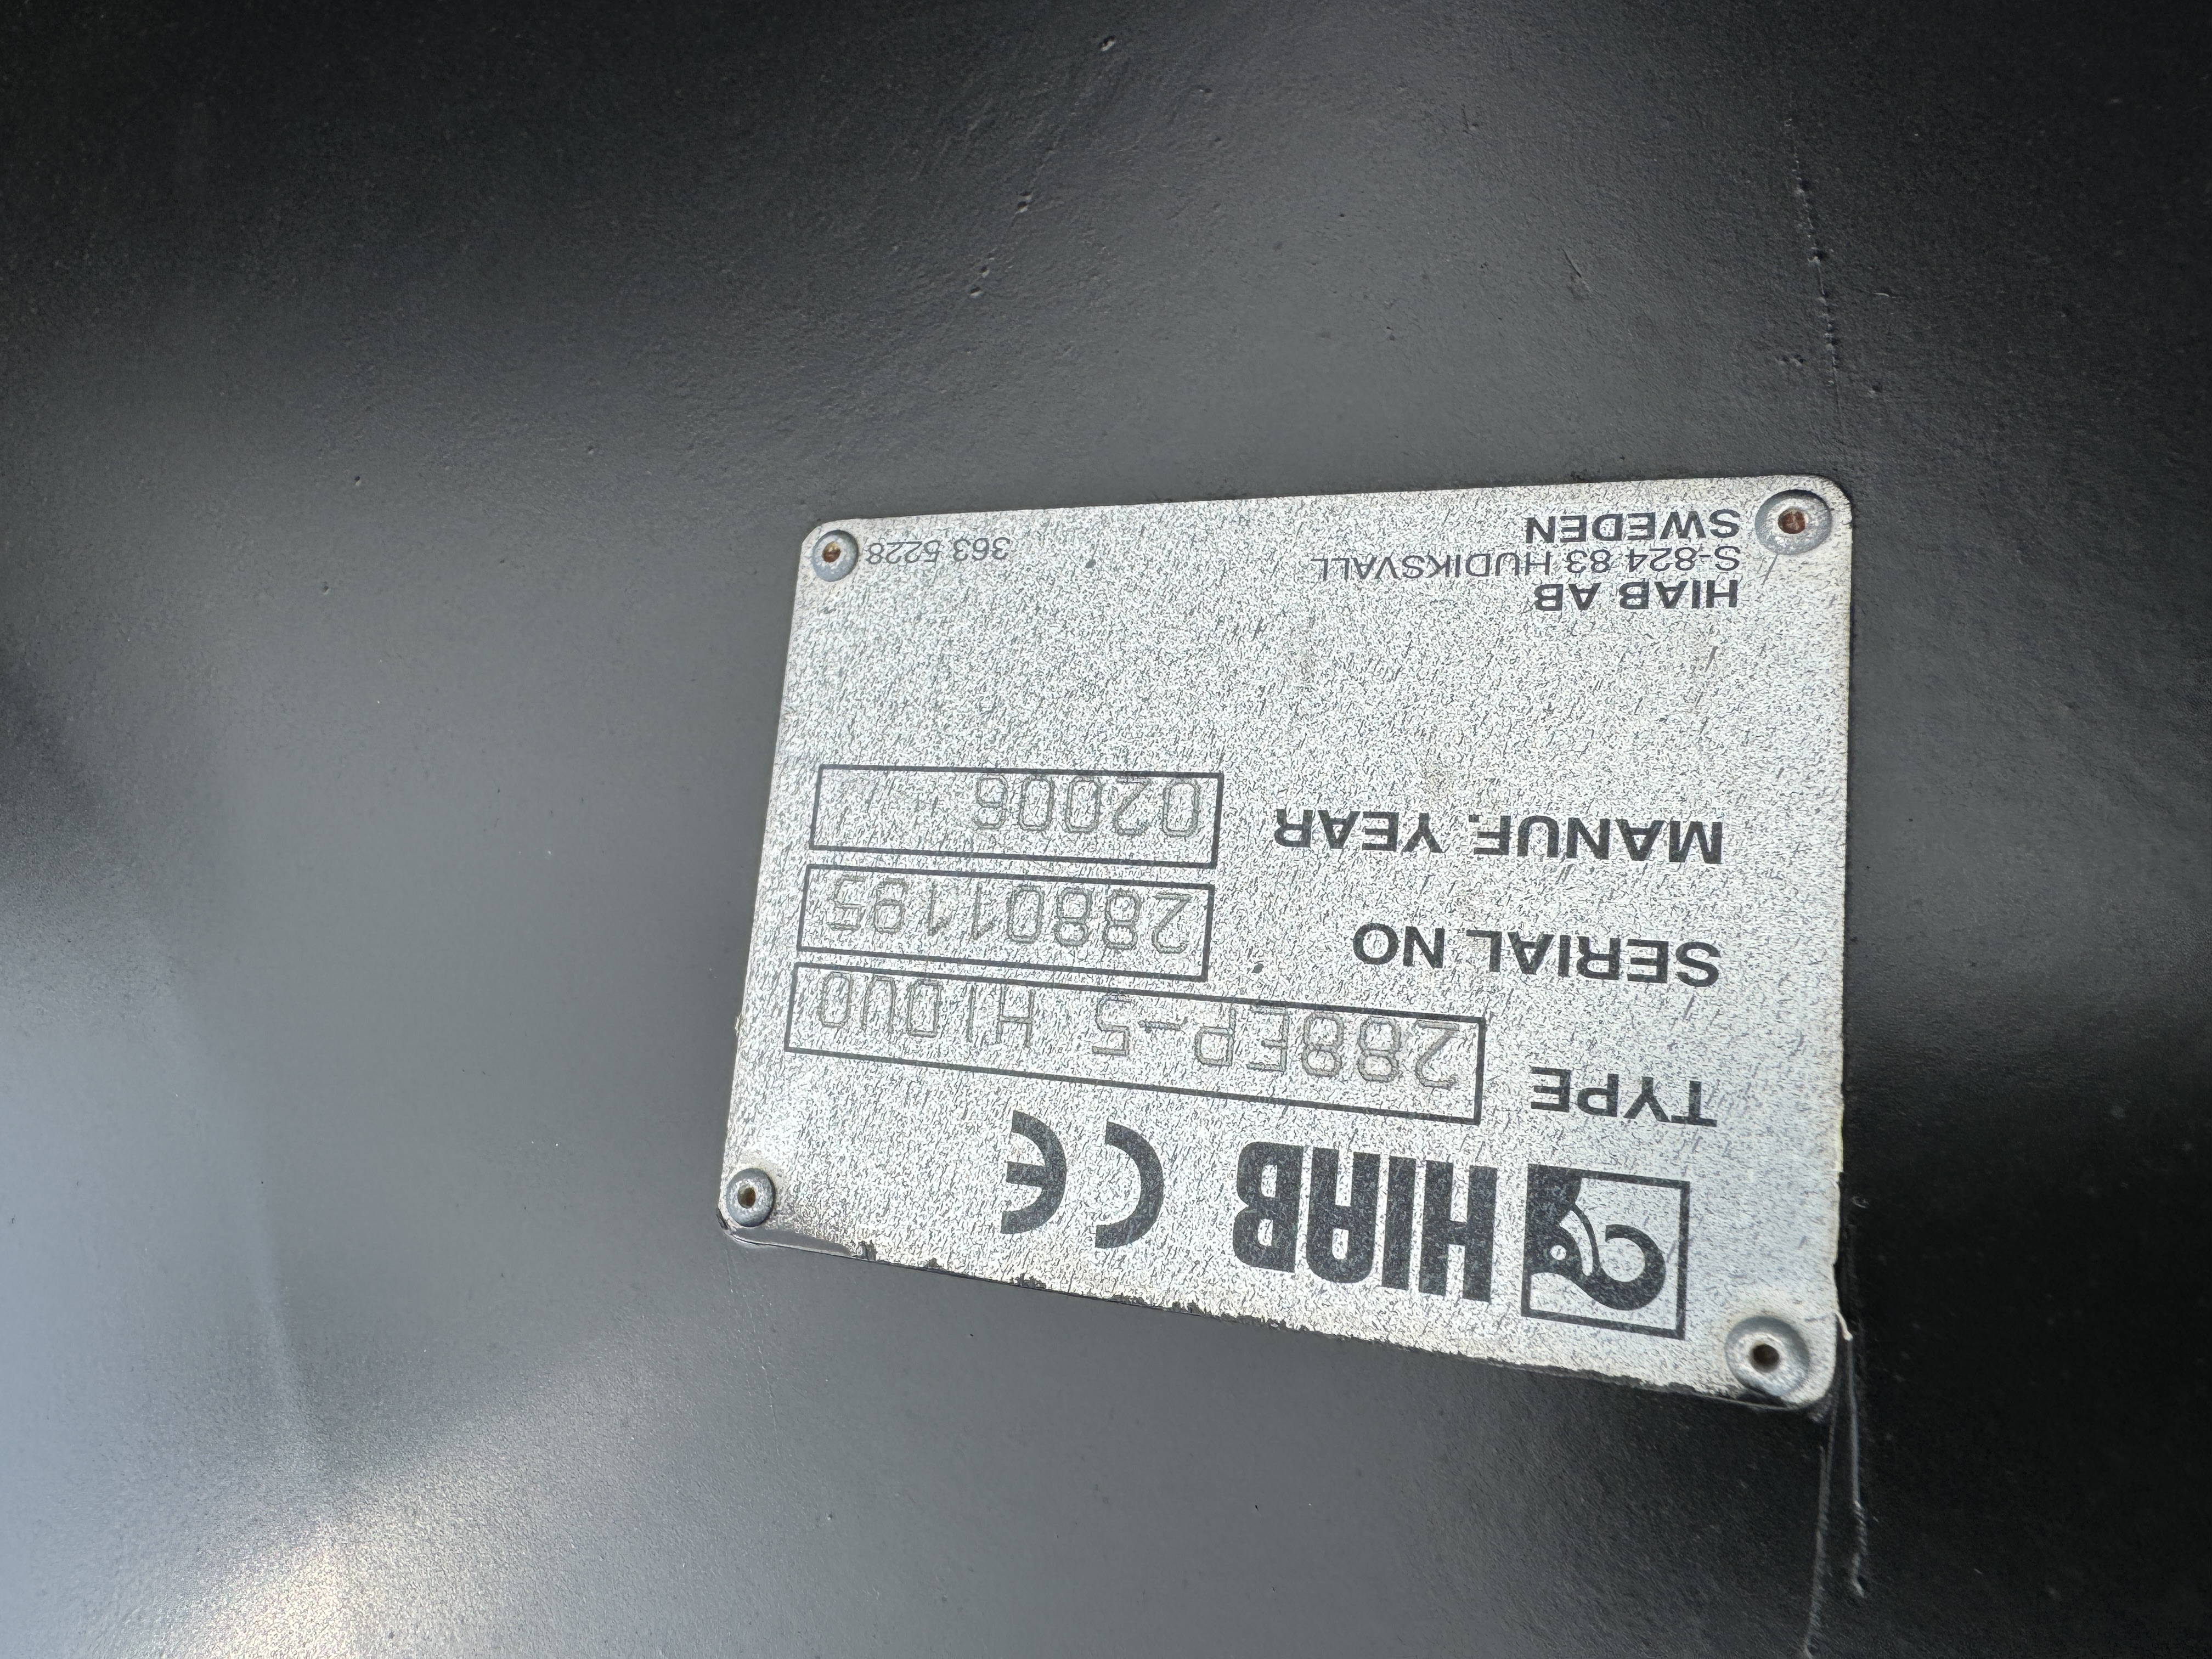 HIAB CE
TYPE 288EP-5 HIDUO
SERIAL NO 28801195
MANUF. YEAR 02006
HIAB AB
S-824 83 HUDIKSVALL
SWEDEN 363 5228